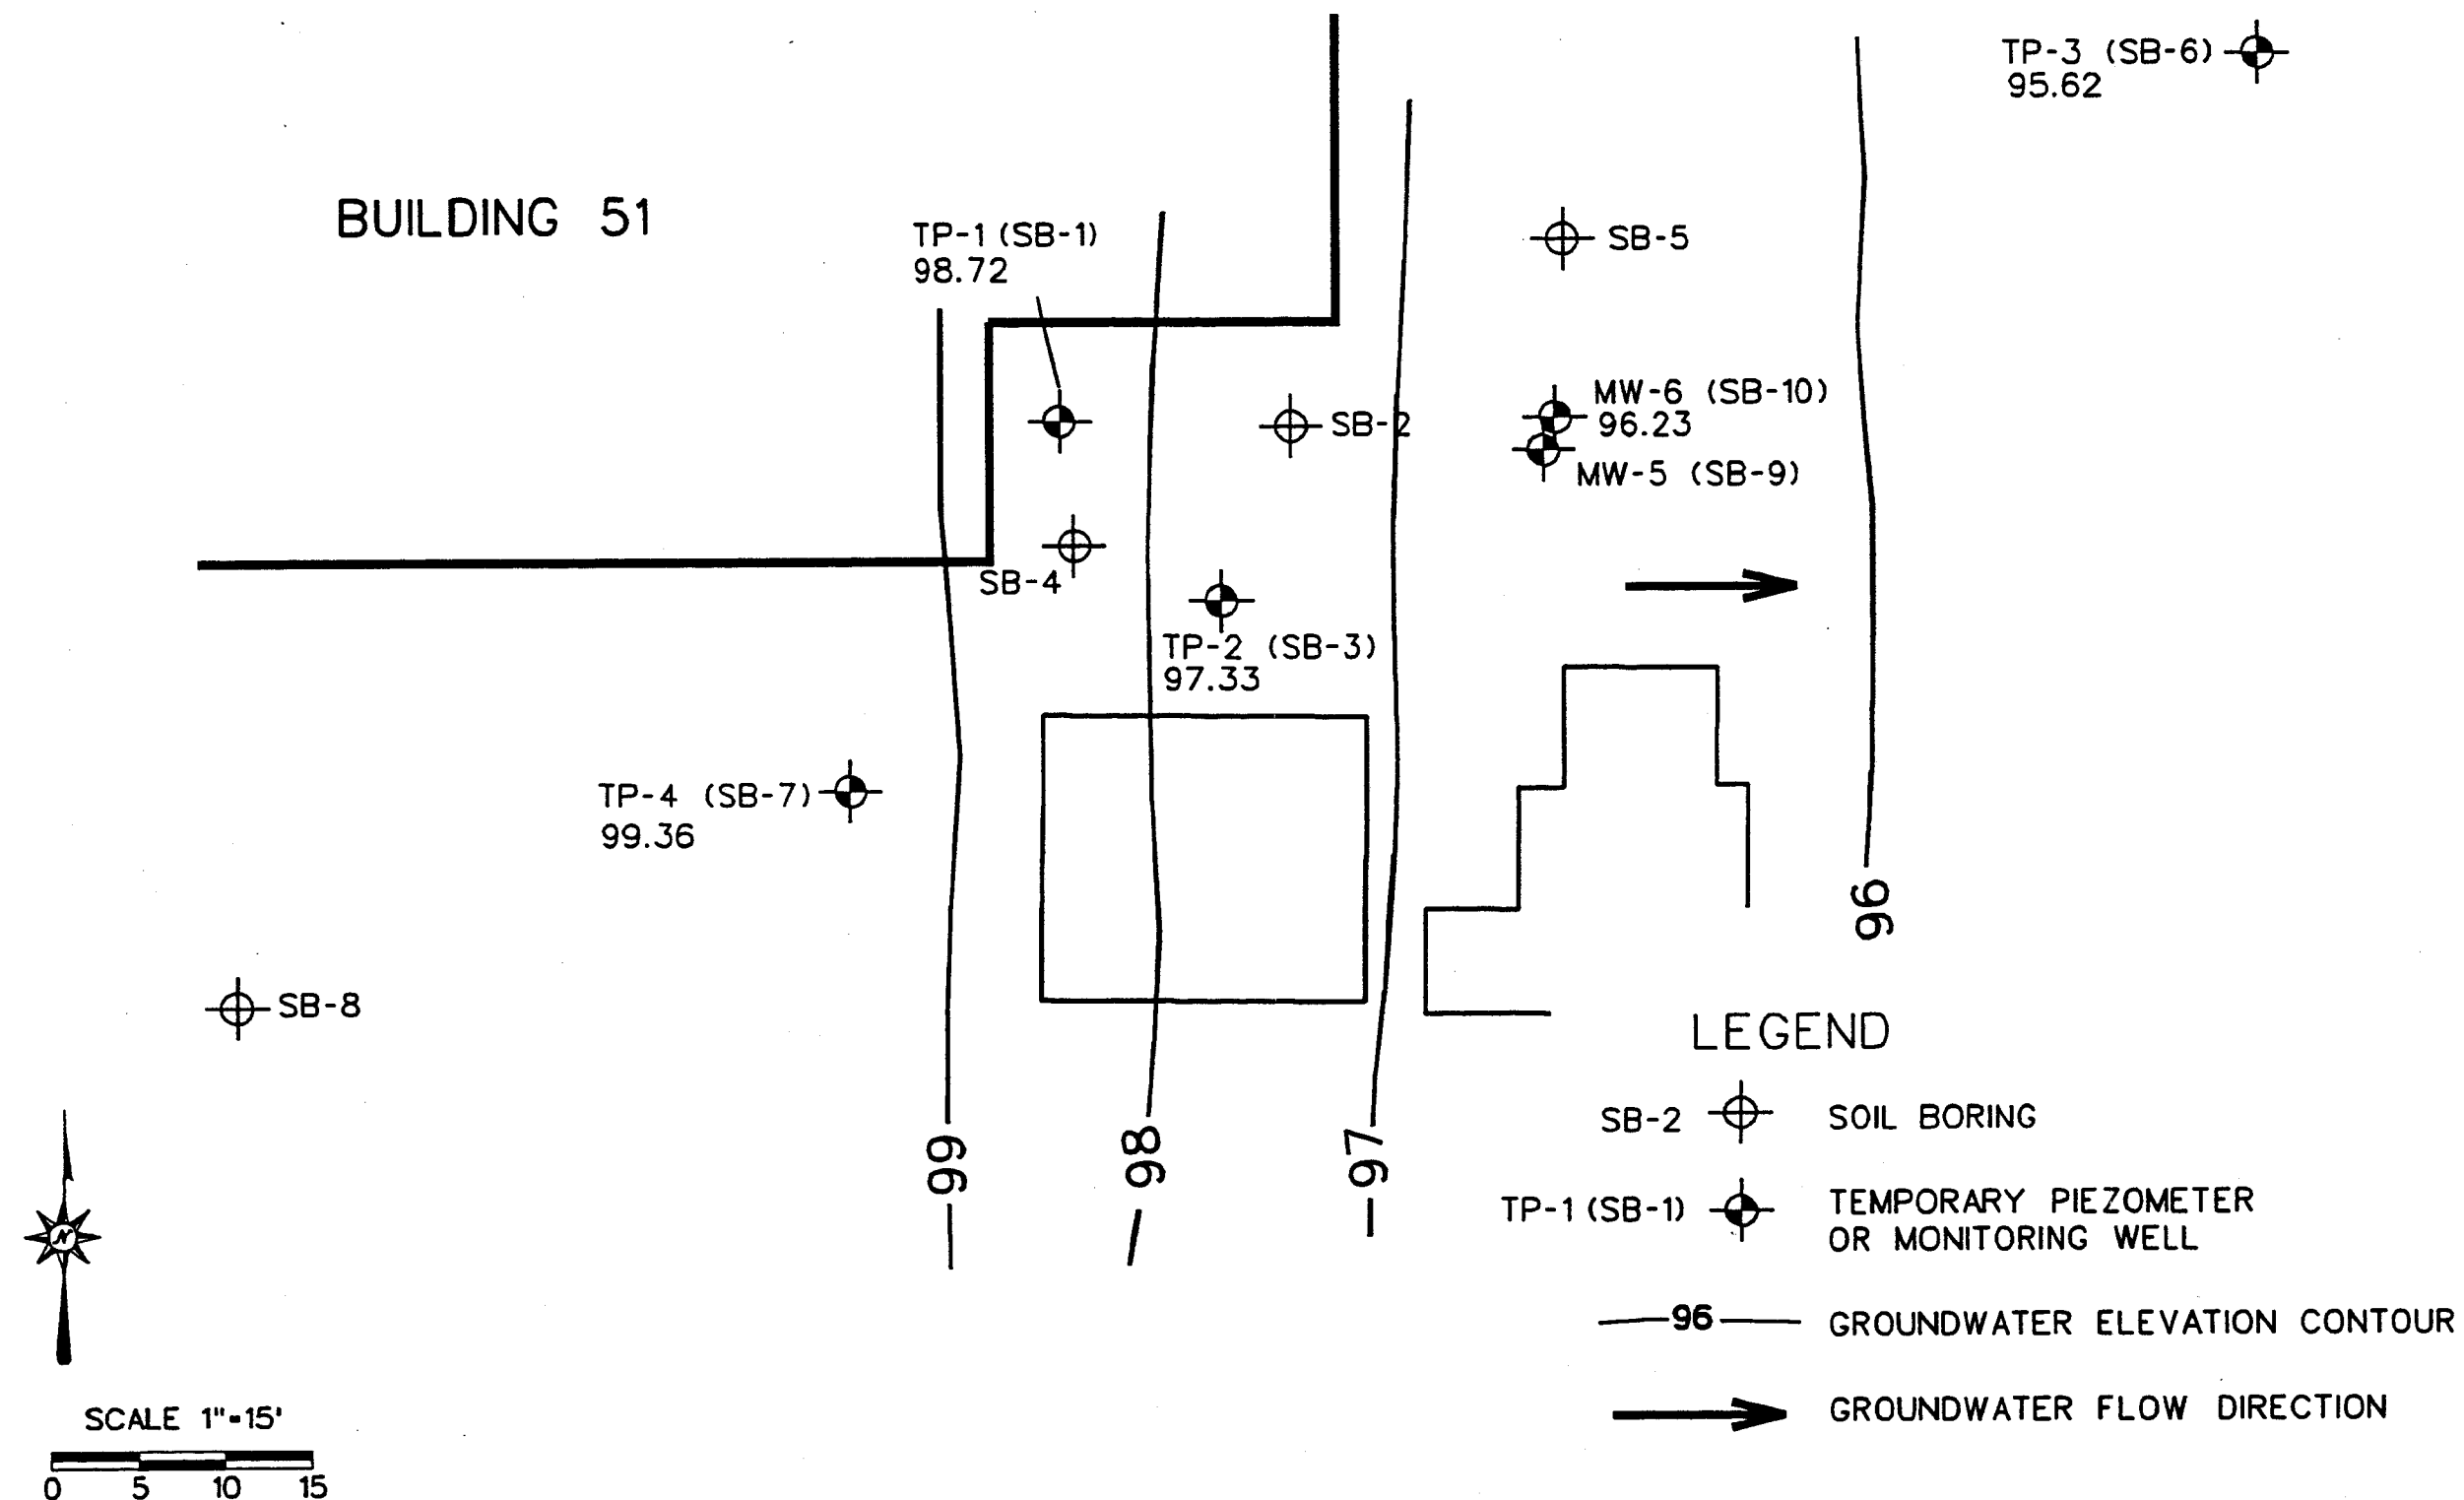 TP-3 (SB-6)
95.62
BUILDING 51
TP-1 (SB-1)
98.72
SB-5
MW-6 (SB-10)
96.23
SB-2
MW-5 (SB-9)
SB-4
TP-2 (SB-3)
97.33
TP-4 (SB-7)
99.36
96
SB-8
LEGEND
SB-2
SOIL BORING
99
98
97
TP-1 (SB-1)
TEMPORARY PIEZOMETER
OR MONITORING WELL
N
96
GROUNDWATER ELEVATION CONTOUR
GROUNDWATER FLOW DIRECTION
SCALE 1"=15'
0 5 10 15